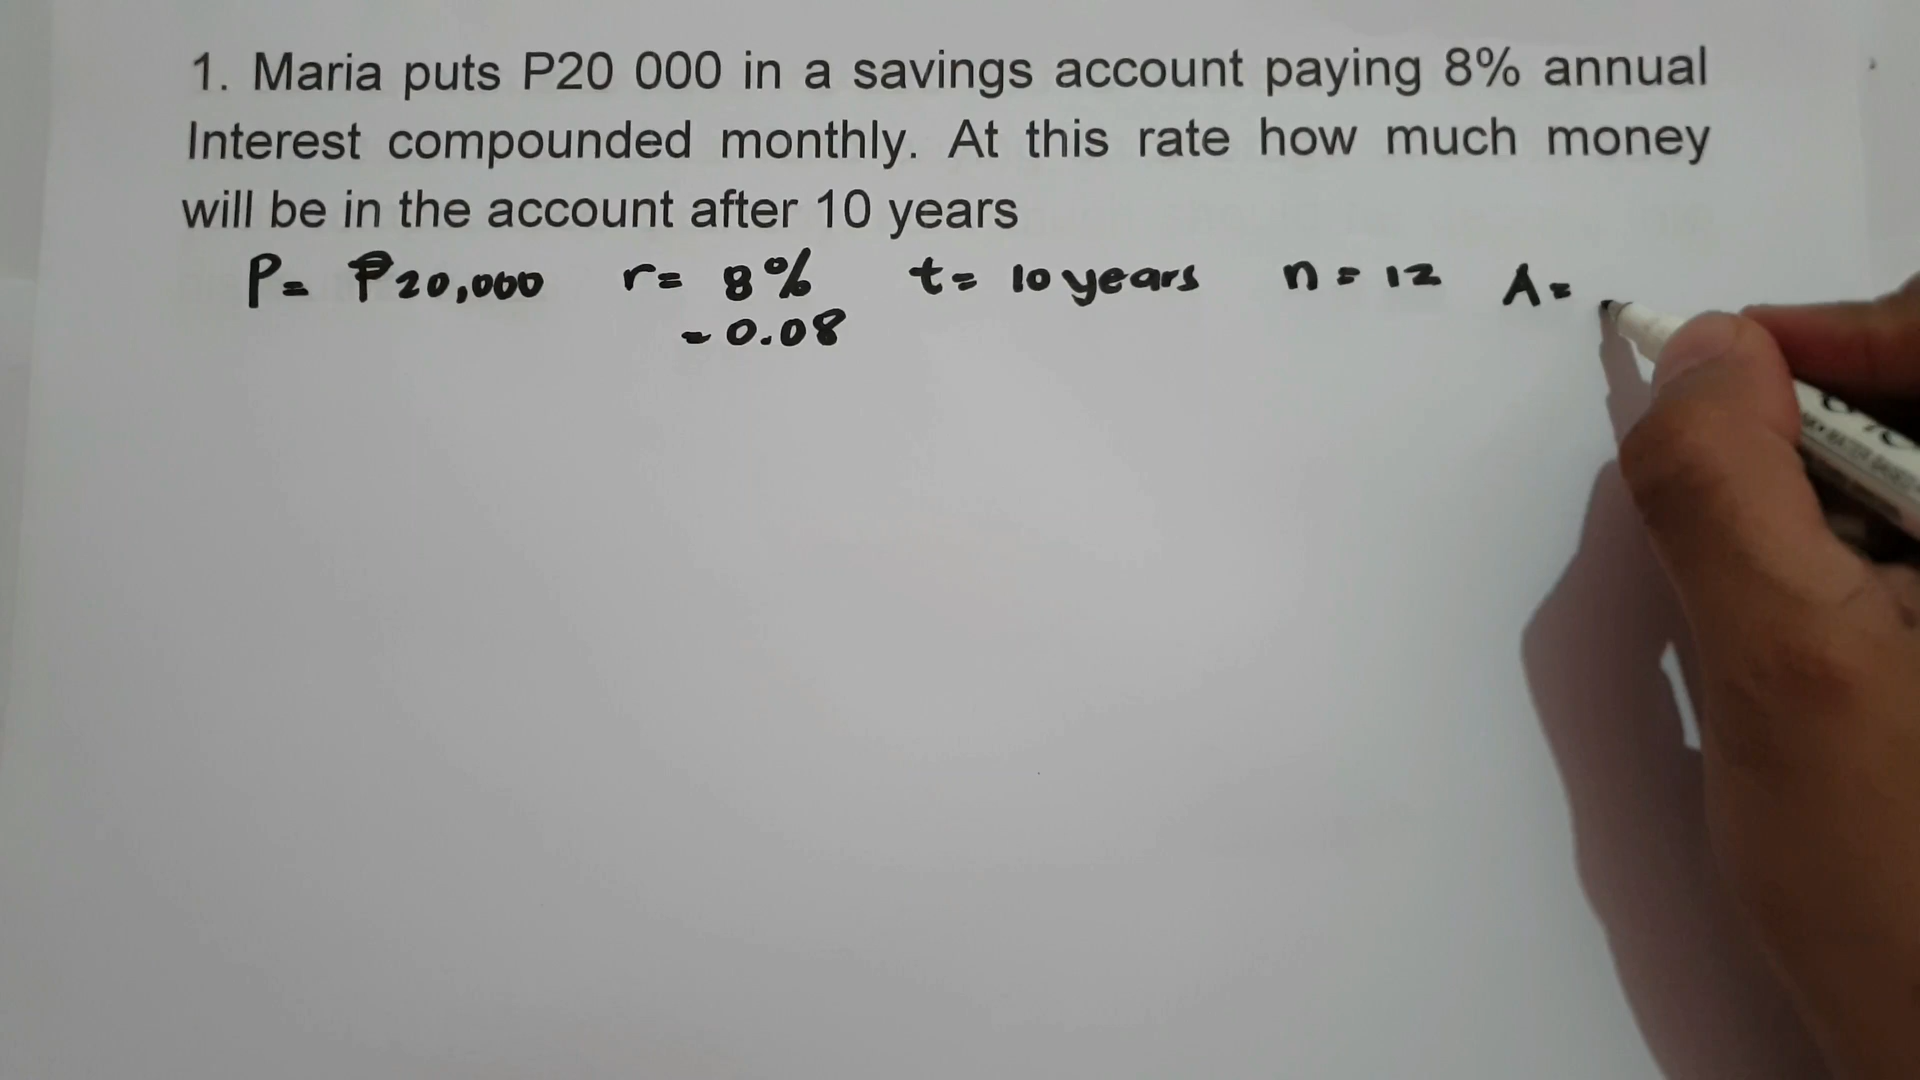 1. Maria puts P20 000 in a savings account paying 8% annual
Interest compounded monthly. At this rate how much money
will be in the account after 10 years
P= ₱20,000 r= 8% t= 10 years n = 12 A=
= 0.08